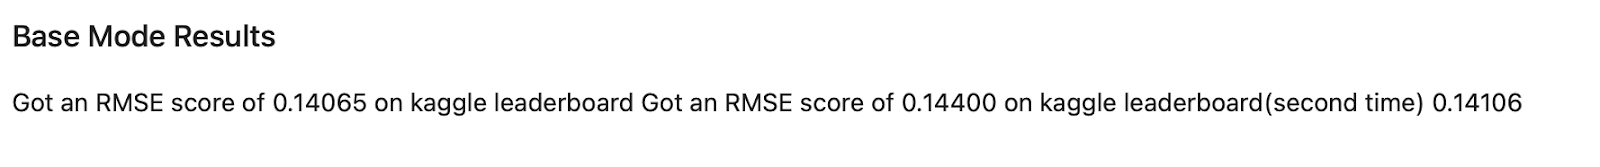 Base Mode Results
Got an RMSE score of 0.14065 on kaggle leaderboard Got an RMSE score of 0.14400 on kaggle leaderboard(second time) 0.14106